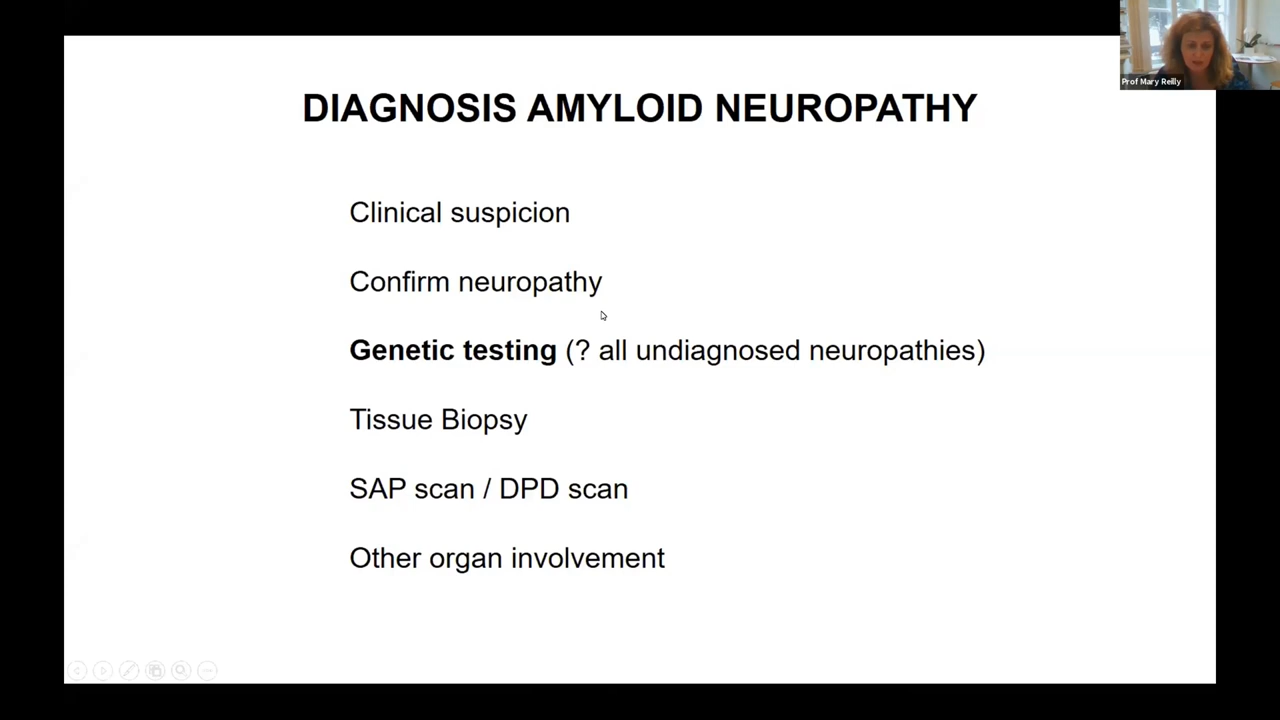 Prof Mary Reilly
DIAGNOSIS AMYLOID NEUROPATHY
Clinical suspicion
Confirm neuropathy
Genetic testing (? all undiagnosed neuropathies)
Tissue Biopsy
SAP scan / DPD scan
Other organ involvement